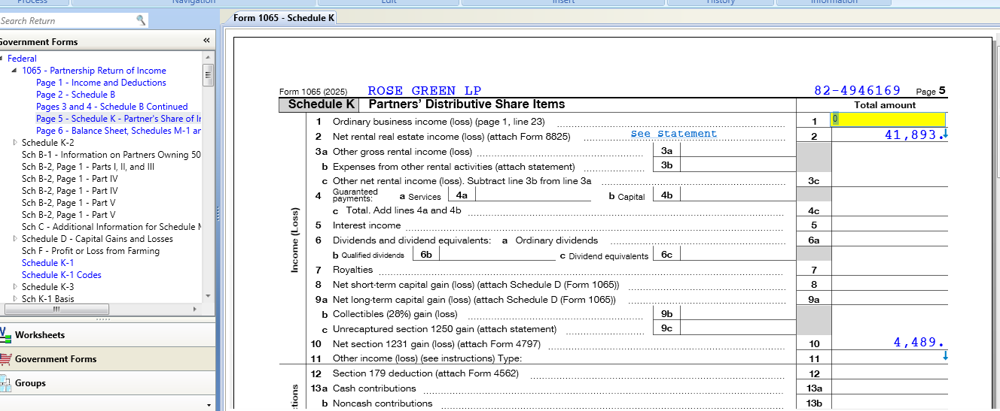 Process Navigation Edit Insert History Information
Search Return
Form 1065 - Schedule K
Government Forms «
Federal
1065 - Partnership Return of Income
Page 1 - Income and Deductions
Page 2 - Schedule B
Pages 3 and 4 - Schedule B Continued
Page 5 - Schedule K - Partner's Share of Ir
Page 6 - Balance Sheet, Schedules M-1 ar
Schedule K-2
Sch B-1 - Information on Partners Owning 50
Sch B-2, Page 1 - Parts I, II, and III
Sch B-2, Page 1 - Part IV
Sch B-2, Page 1 - Part IV
Sch B-2, Page 1 - Part V
Sch B-2, Page 1 - Part V
Sch C - Additional Information for Schedule M
Schedule D - Capital Gains and Losses
Sch F - Profit or Loss from Farming
Schedule K-1
Schedule K-1 Codes
Schedule K-3
Sch K-1 Basis
Worksheets
Government Forms
Groups
Form 1065 (2025) ROSE GREEN LP 82-4946169 Page 5
Schedule K Partners' Distributive Share Items Total amount
Income (Loss)
1 Ordinary business income (loss) (page 1, line 23) 1 0
2 Net rental real estate income (loss) (attach Form 8825) See Statement 2 41,893.
3a Other gross rental income (loss) 3a
b Expenses from other rental activities (attach statement) 3b
c Other net rental income (loss). Subtract line 3b from line 3a 3c
4 Guaranteed payments: a Services 4a b Capital 4b
c Total. Add lines 4a and 4b 4c
5 Interest income 5
6 Dividends and dividend equivalents: a Ordinary dividends 6a
b Qualified dividends 6b c Dividend equivalents 6c
7 Royalties 7
8 Net short-term capital gain (loss) (attach Schedule D (Form 1065)) 8
9a Net long-term capital gain (loss) (attach Schedule D (Form 1065)) 9a
b Collectibles (28%) gain (loss) 9b
c Unrecaptured section 1250 gain (attach statement) 9c
10 Net section 1231 gain (loss) (attach Form 4797) 10 4,489.
11 Other income (loss) (see instructions) Type: 11
12 Section 179 deduction (attach Form 4562) 12
13a Cash contributions 13a
b Noncash contributions 13b